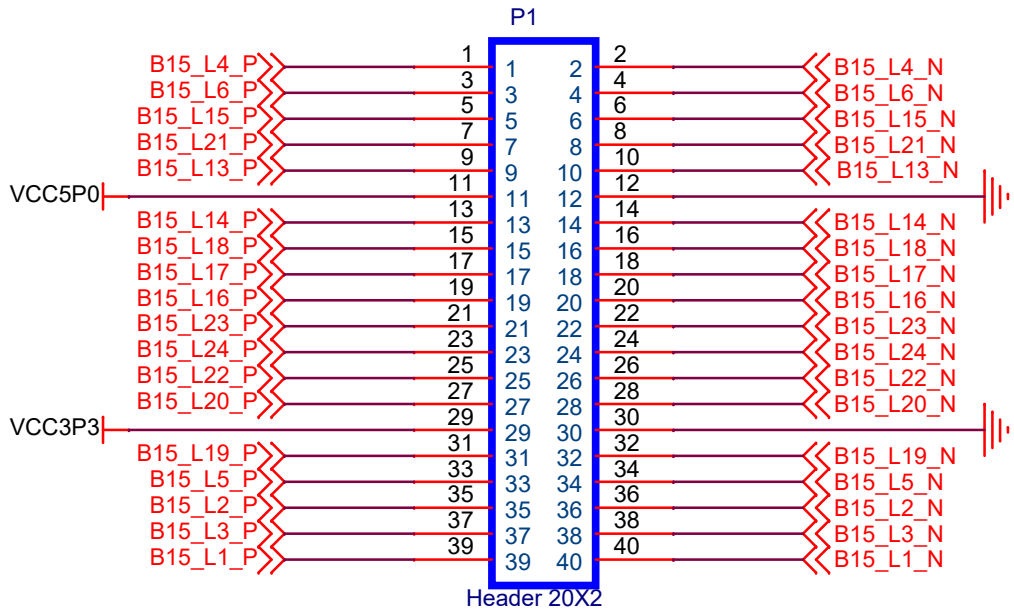 P1
B15_L4_P 1 1 2 2 B15_L4_N
B15_L6_P 3 3 4 4 B15_L6_N
B15_L15_P 5 5 6 6 B15_L15_N
B15_L21_P 7 7 8 8 B15_L21_N
B15_L13_P 9 9 10 10 B15_L13_N
VCC5P0 11 11 12 12
B15_L14_P 13 13 14 14 B15_L14_N
B15_L18_P 15 15 16 16 B15_L18_N
B15_L17_P 17 17 18 18 B15_L17_N
B15_L16_P 19 19 20 20 B15_L16_N
B15_L23_P 21 21 22 22 B15_L23_N
B15_L24_P 23 23 24 24 B15_L24_N
B15_L22_P 25 25 26 26 B15_L22_N
B15_L20_P 27 27 28 28 B15_L20_N
VCC3P3 29 29 30 30
B15_L19_P 31 31 32 32 B15_L19_N
B15_L5_P 33 33 34 34 B15_L5_N
B15_L2_P 35 35 36 36 B15_L2_N
B15_L3_P 37 37 38 38 B15_L3_N
B15_L1_P 39 39 40 40 B15_L1_N
Header 20X2